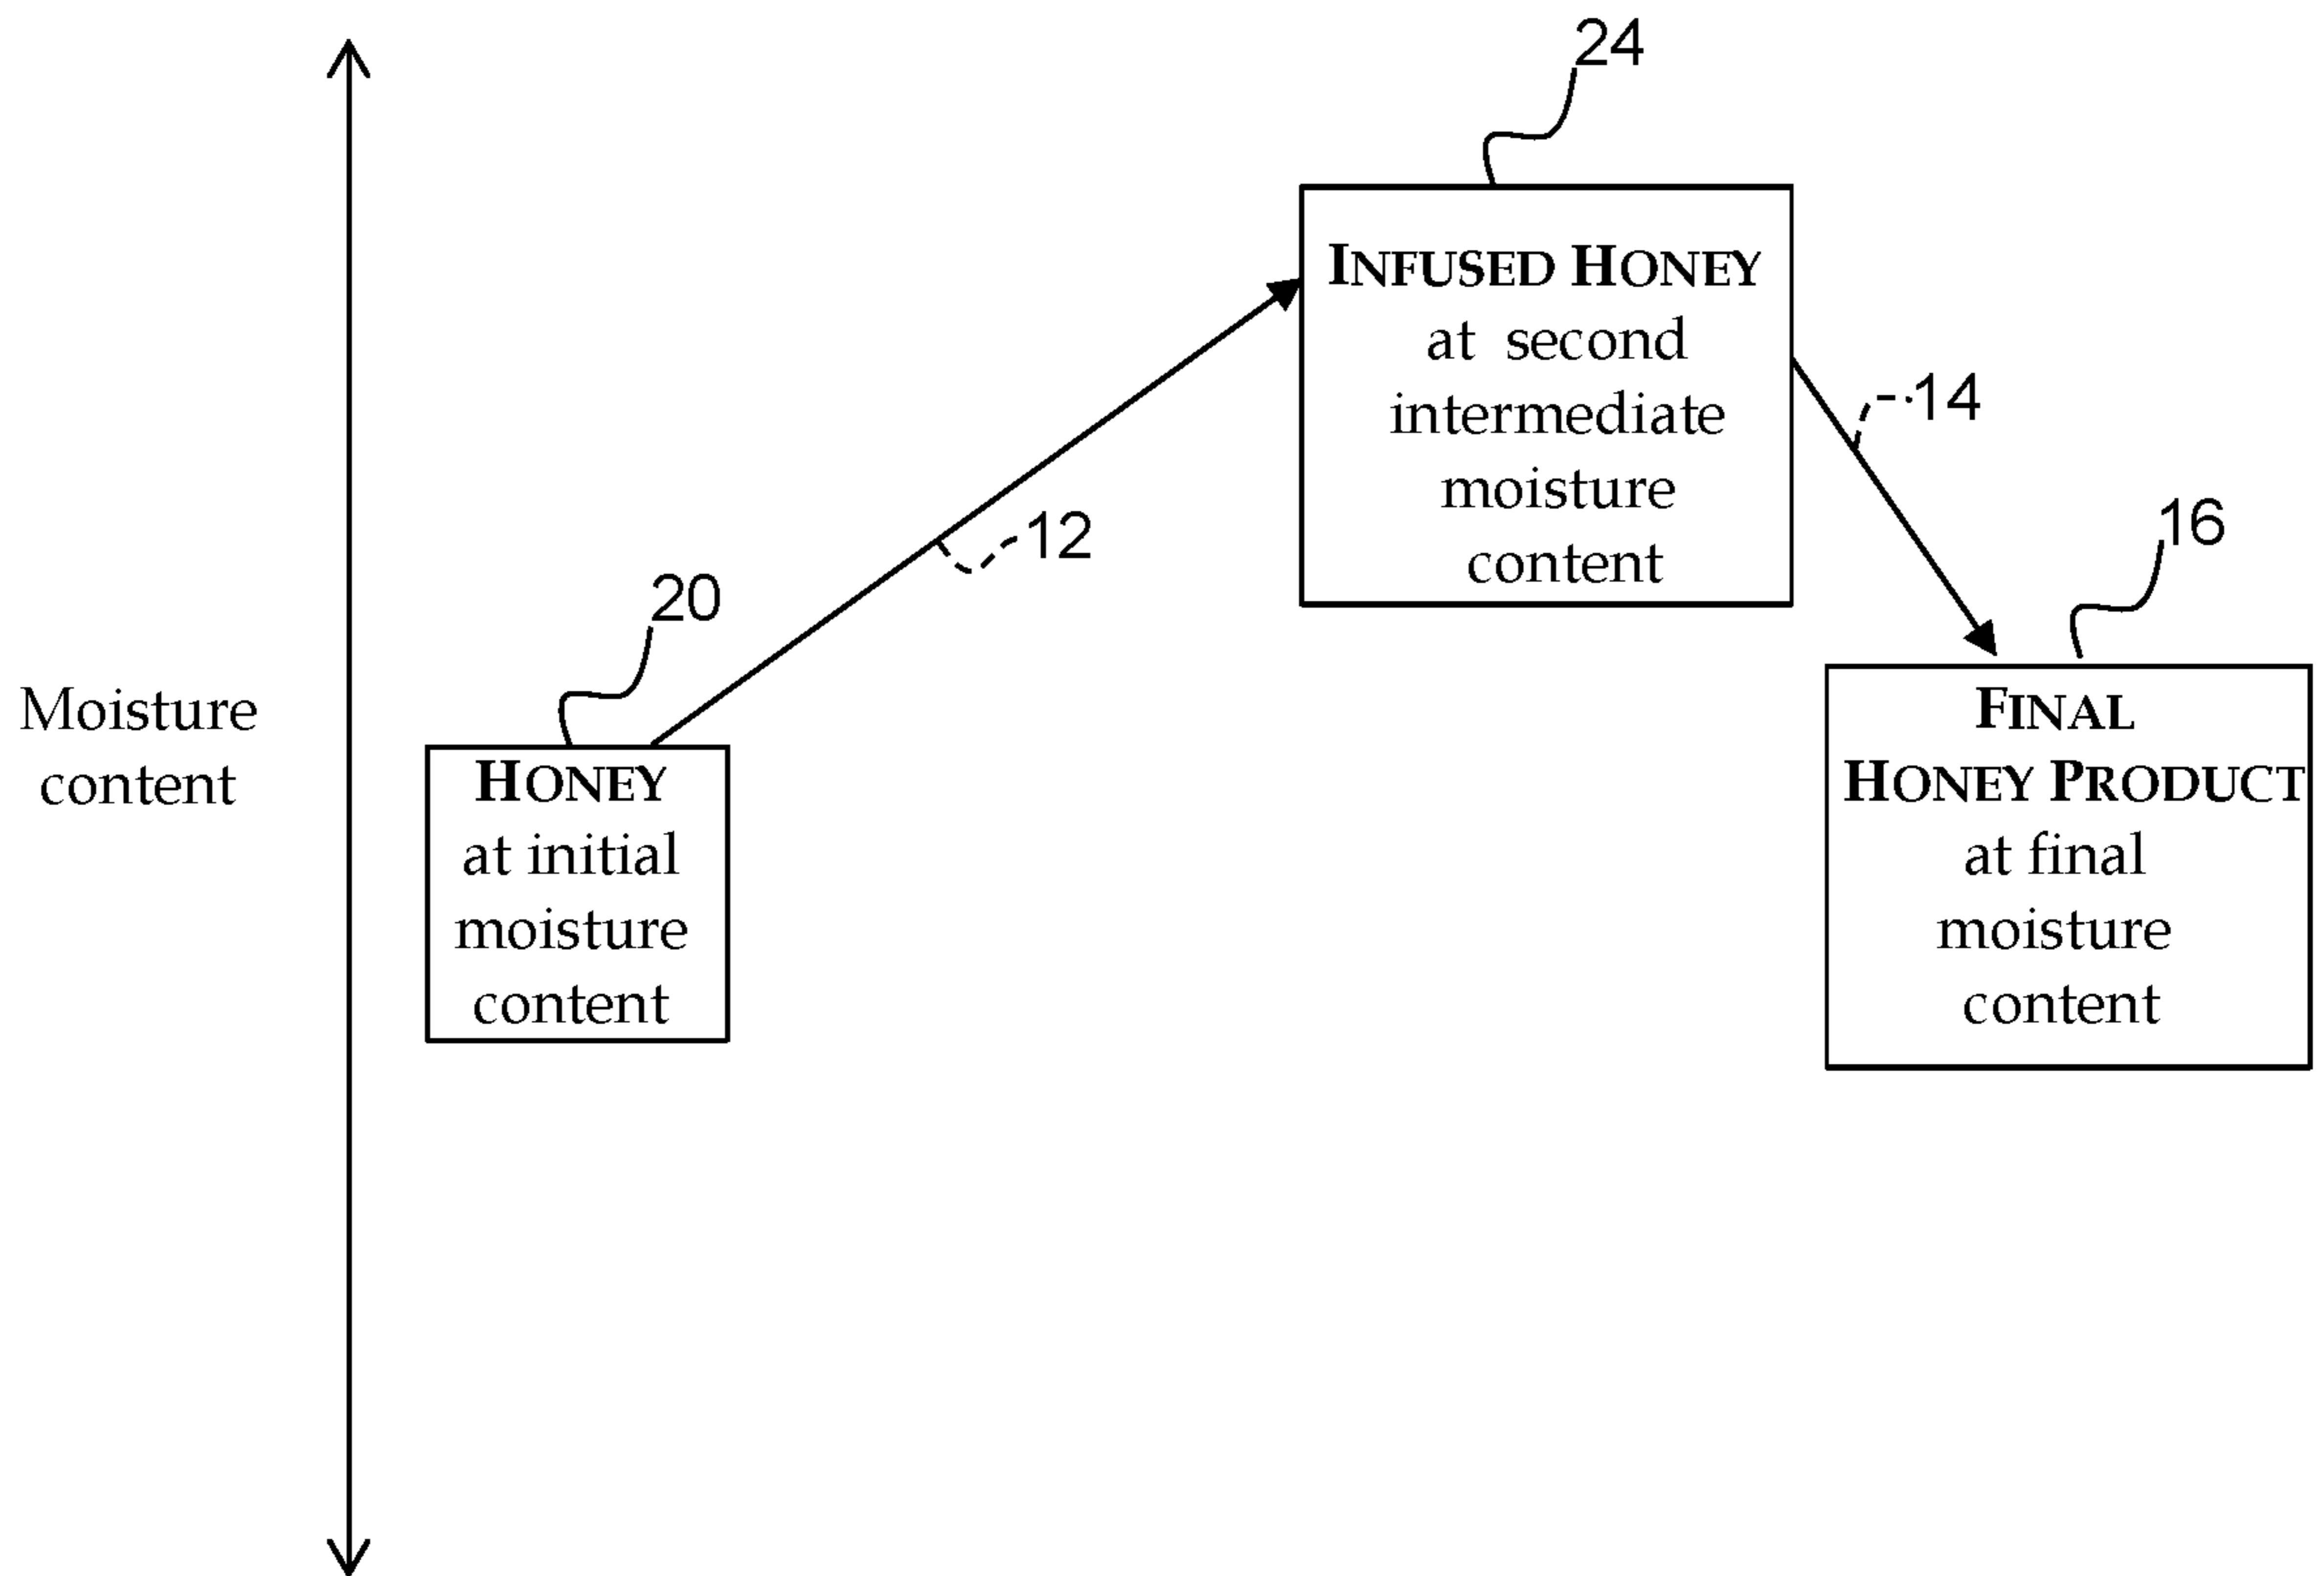 24
INFUSED HONEY
at second
intermediate
moisture
content
14
12
16
20
Moisture
content
HONEY
at initial
moisture
content
FINAL
HONEY PRODUCT
at final
moisture
content